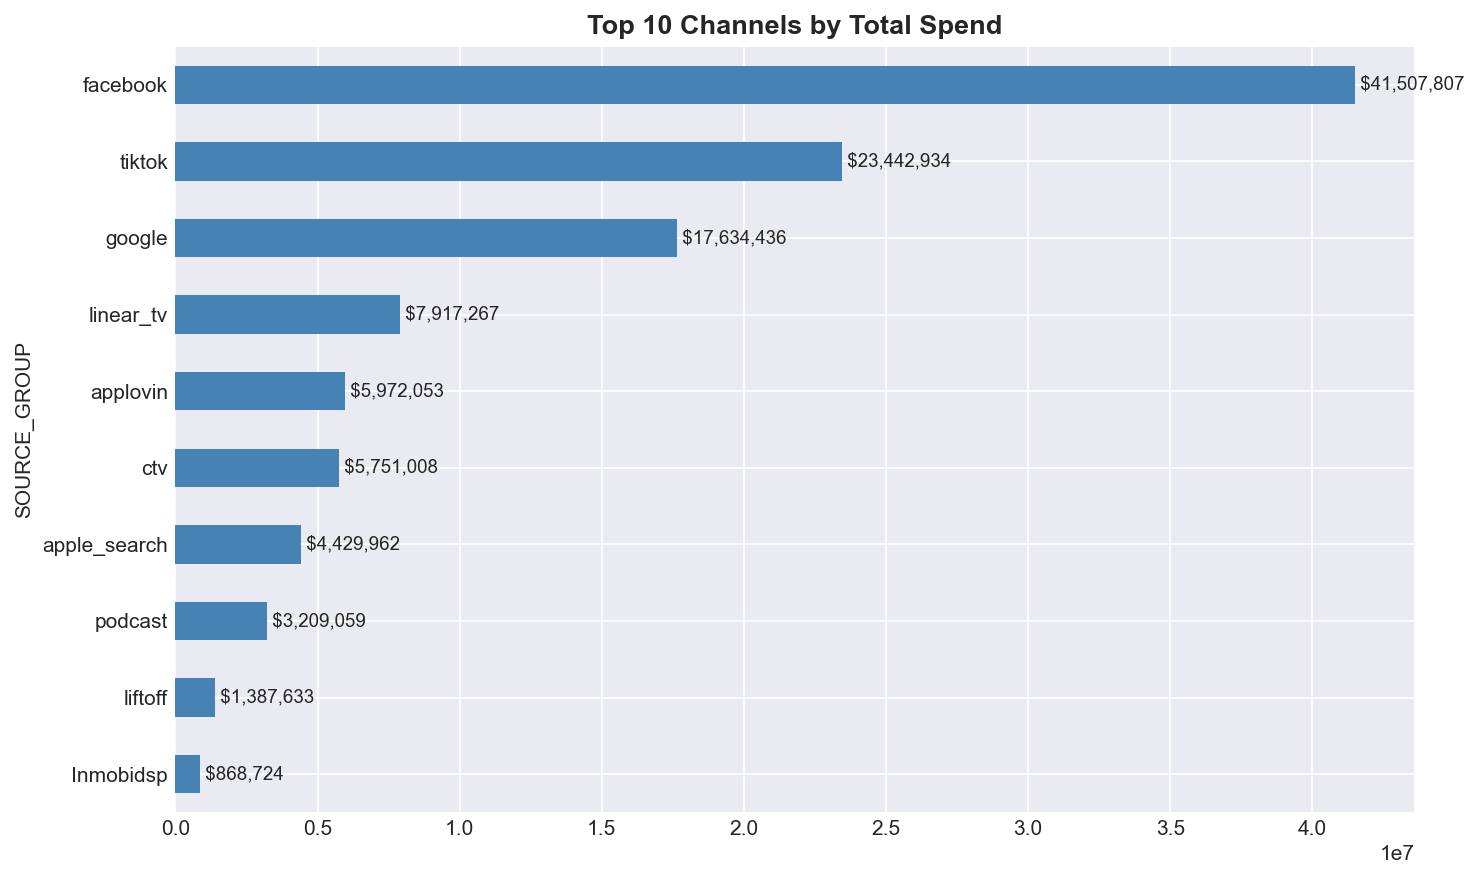 Top 10 Channels by Total Spend
facebook $41,507,807
tiktok $23,442,934
google $17,634,436
linear_tv $7,917,267
applovin $5,972,053
ctv $5,751,008
apple_search $4,429,962
podcast $3,209,059
liftoff $1,387,633
Inmobidsp $868,724
SOURCE_GROUP
0.0 0.5 1.0 1.5 2.0 2.5 3.0 3.5 4.0
1e7